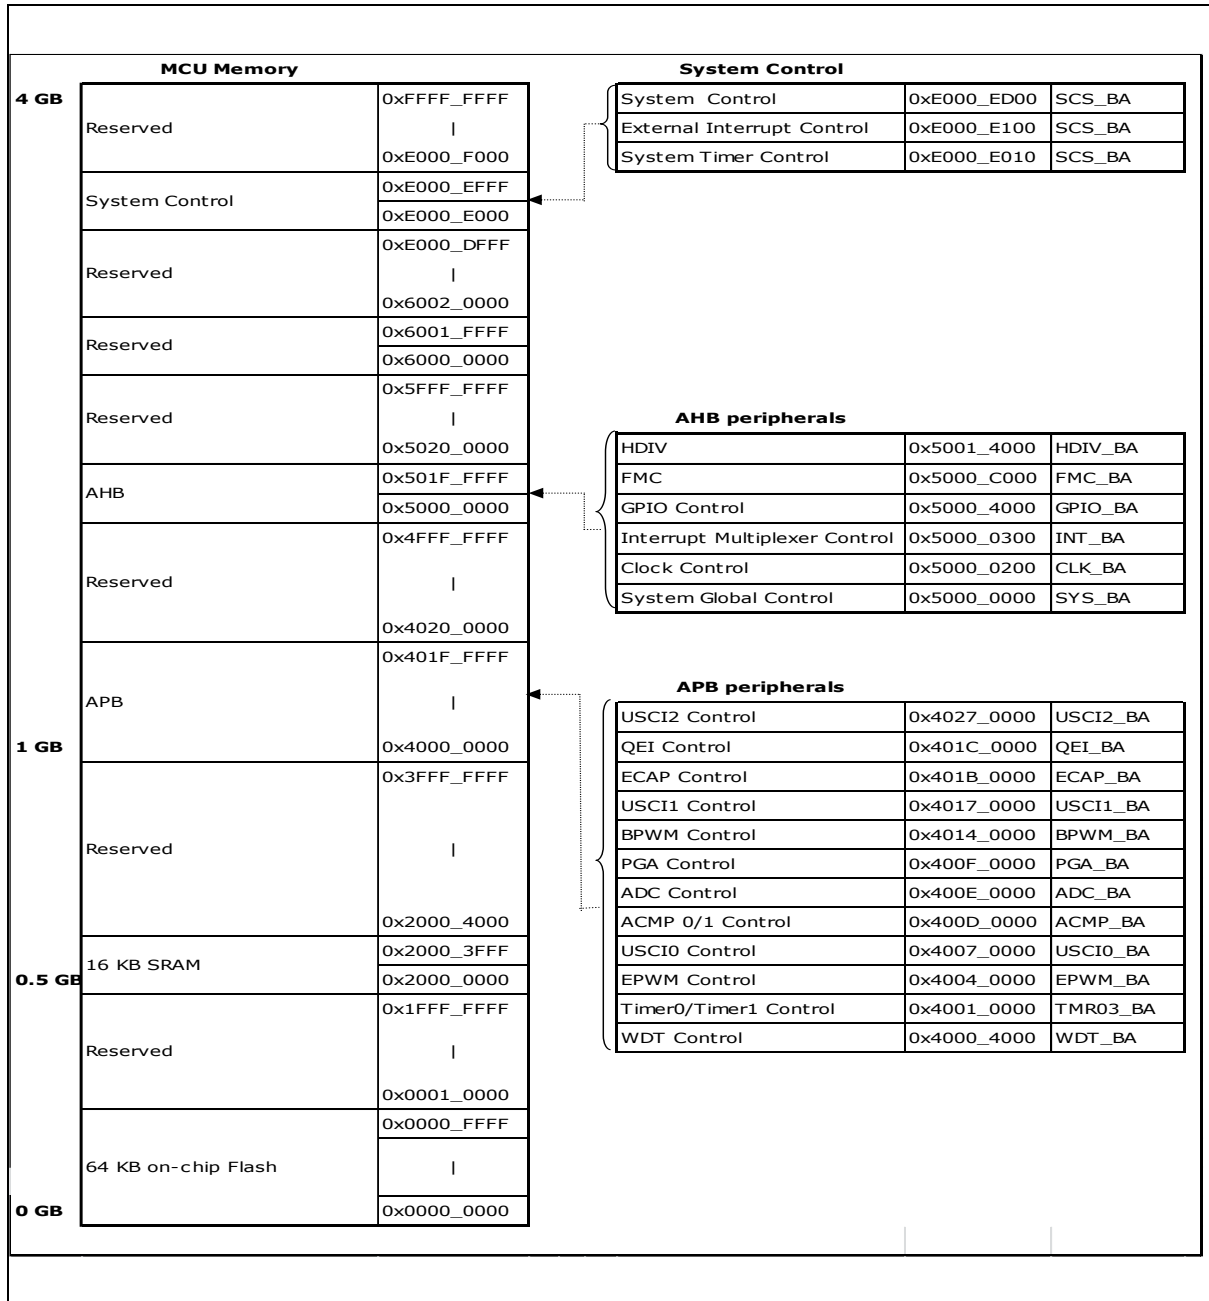 MCU Memory
4 GB
Reserved
0xFFFF_FFFF
|
0xE000_F000
System Control
0xE000_EFFF
0xE000_E000
Reserved
0xE000_DFFF
|
0x6002_0000
Reserved
0x6001_FFFF
0x6000_0000
Reserved
0x5FFF_FFFF
|
0x5020_0000
AHB
0x501F_FFFF
0x5000_0000
Reserved
0x4FFF_FFFF
|
0x4020_0000
APB
0x401F_FFFF
|
1 GB
0x4000_0000
Reserved
0x3FFF_FFFF
|
0x2000_4000
16 KB SRAM
0x2000_3FFF
0.5 GB
0x2000_0000
Reserved
0x1FFF_FFFF
|
0x0001_0000
64 KB on-chip Flash
0x0000_FFFF
|
0 GB
0x0000_0000
System Control
System Control 0xE000_ED00 SCS_BA
External Interrupt Control 0xE000_E100 SCS_BA
System Timer Control 0xE000_E010 SCS_BA
AHB peripherals
HDIV 0x5001_4000 HDIV_BA
FMC 0x5000_C000 FMC_BA
GPIO Control 0x5000_4000 GPIO_BA
Interrupt Multiplexer Control 0x5000_0300 INT_BA
Clock Control 0x5000_0200 CLK_BA
System Global Control 0x5000_0000 SYS_BA
APB peripherals
USCI2 Control 0x4027_0000 USCI2_BA
QEI Control 0x401C_0000 QEI_BA
ECAP Control 0x401B_0000 ECAP_BA
USCI1 Control 0x4017_0000 USCI1_BA
BPWM Control 0x4014_0000 BPWM_BA
PGA Control 0x400F_0000 PGA_BA
ADC Control 0x400E_0000 ADC_BA
ACMP 0/1 Control 0x400D_0000 ACMP_BA
USCI0 Control 0x4007_0000 USCI0_BA
EPWM Control 0x4004_0000 EPWM_BA
Timer0/Timer1 Control 0x4001_0000 TMR03_BA
WDT Control 0x4000_4000 WDT_BA